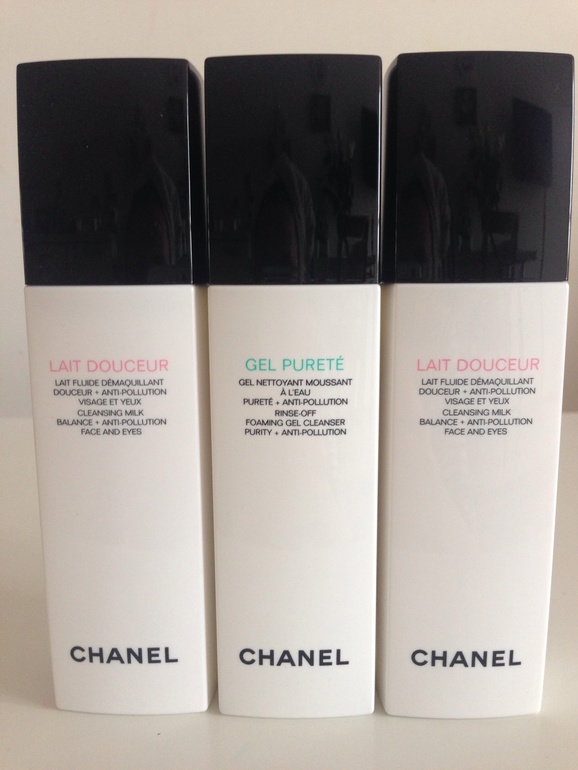 LAIT DOUCEUR
LAIT FLUIDE DÉMAQUILLANT
DOUCEUR + ANTI-POLLUTION
VISAGE ET YEUX
CLEANSING MILK
BALANCE + ANTI-POLLUTION
FACE AND EYES
CHANEL
GEL PURETÉ
GEL NETTOYANT MOUSSANT
À L'EAU
PURETÉ + ANTI-POLLUTION
RINSE-OFF
FOAMING GEL CLEANSER
PURITY + ANTI-POLLUTION
CHANEL
LAIT DOUCEUR
LAIT FLUIDE DÉMAQUILLANT
DOUCEUR + ANTI-POLLUTION
VISAGE ET YEUX
CLEANSING MILK
BALANCE + ANTI-POLLUTION
FACE AND EYES
CHANEL